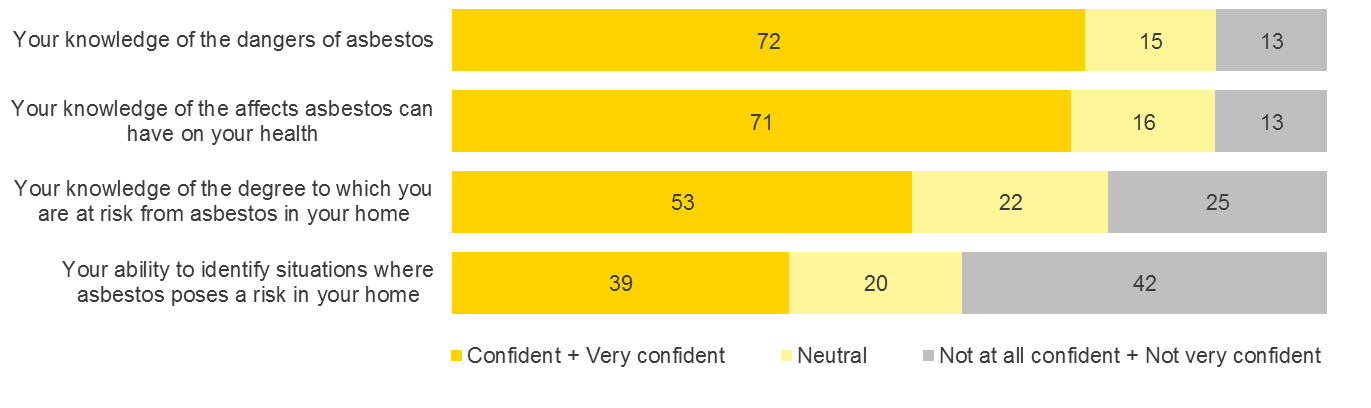 Your knowledge of the dangers of asbestos
72
15
13
Your knowledge of the affects asbestos can
have on your health
71
16
13
Your knowledge of the degree to which you
are at risk from asbestos in your home
53
22
25
Your ability to identify situations where
asbestos poses a risk in your home
39
20
42
Confident + Very confident
Neutral
Not at all confident + Not very confident